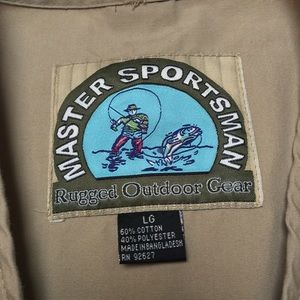 MASTER SPORTSMAN
Rugged Outdoor Gear
LG
60% COTTON
40% POLYESTER
MADE IN BANGLADESH
RN 92627